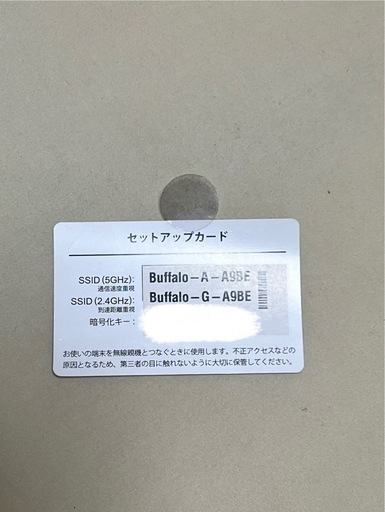 セットアップカード
SSID (5GHz): Buffalo-A-A9BE
通信速度重視
SSID (2.4GHz): Buffalo-G-A9BE
到達距離重視
暗号化キー:
お使いの端末を無線親機とつなぐときに使用します。不正アクセスなどの
原因となるため、第三者の目に触れないように大切に保管してください。